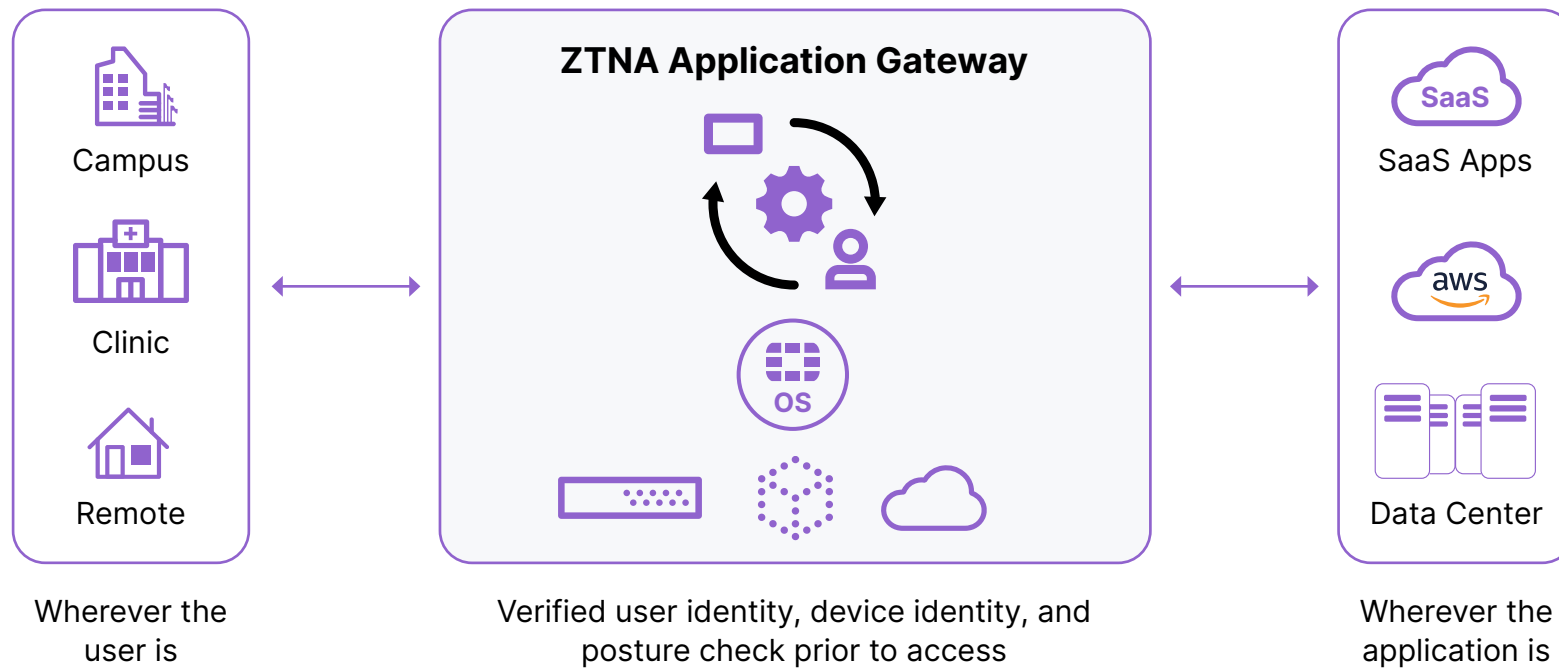 ZTNA Application Gateway
Campus
Clinic
Remote
OS
SaaS
SaaS Apps
aws
Data Center
Wherever the
user is
Verified user identity, device identity, and
posture check prior to access
Wherever the
application is